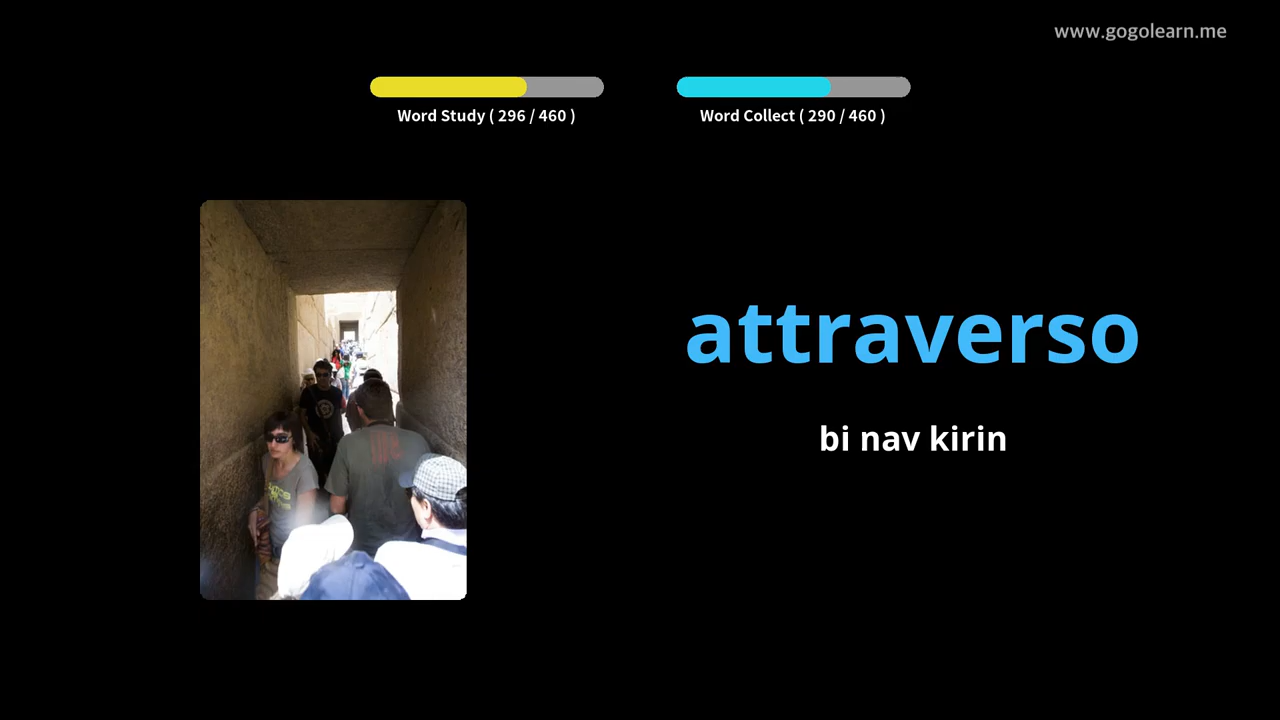 www.gogolearn.me
Word Study ( 296 / 460 )
Word Collect ( 290 / 460 )
attraverso
bi nav kirin